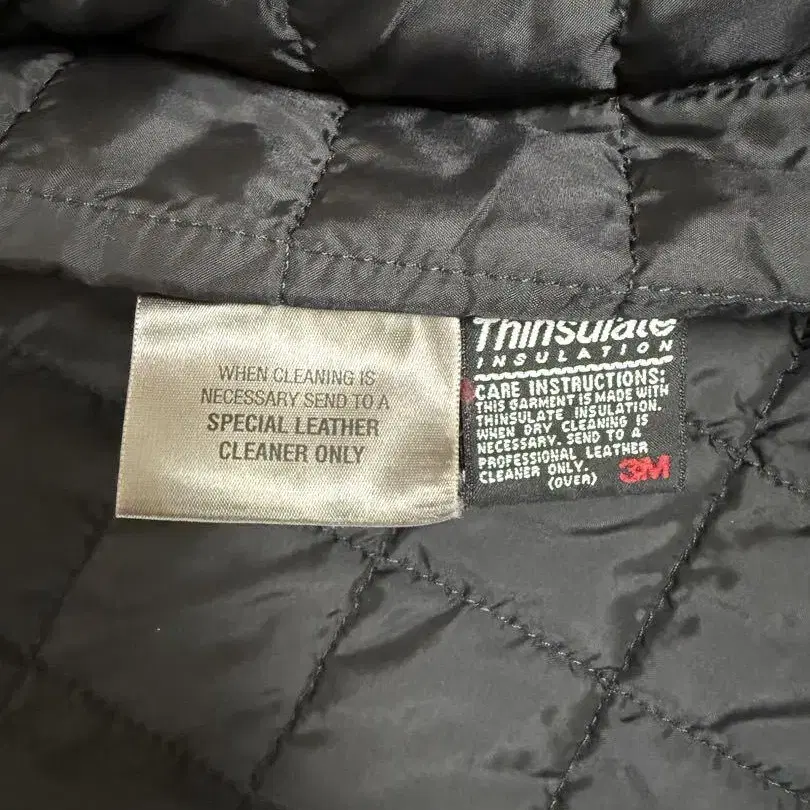 WHEN CLEANING IS
NECESSARY SEND TO A
SPECIAL LEATHER
CLEANER ONLY
Thinsulate
INSULATION
CARE INSTRUCTIONS:
THIS GARMENT IS MADE WITH
THINSULATE INSULATION.
WHEN DRY CLEANING IS
NECESSARY. SEND TO A
PROFESSIONAL LEATHER
CLEANER ONLY.
(OVER)
3M